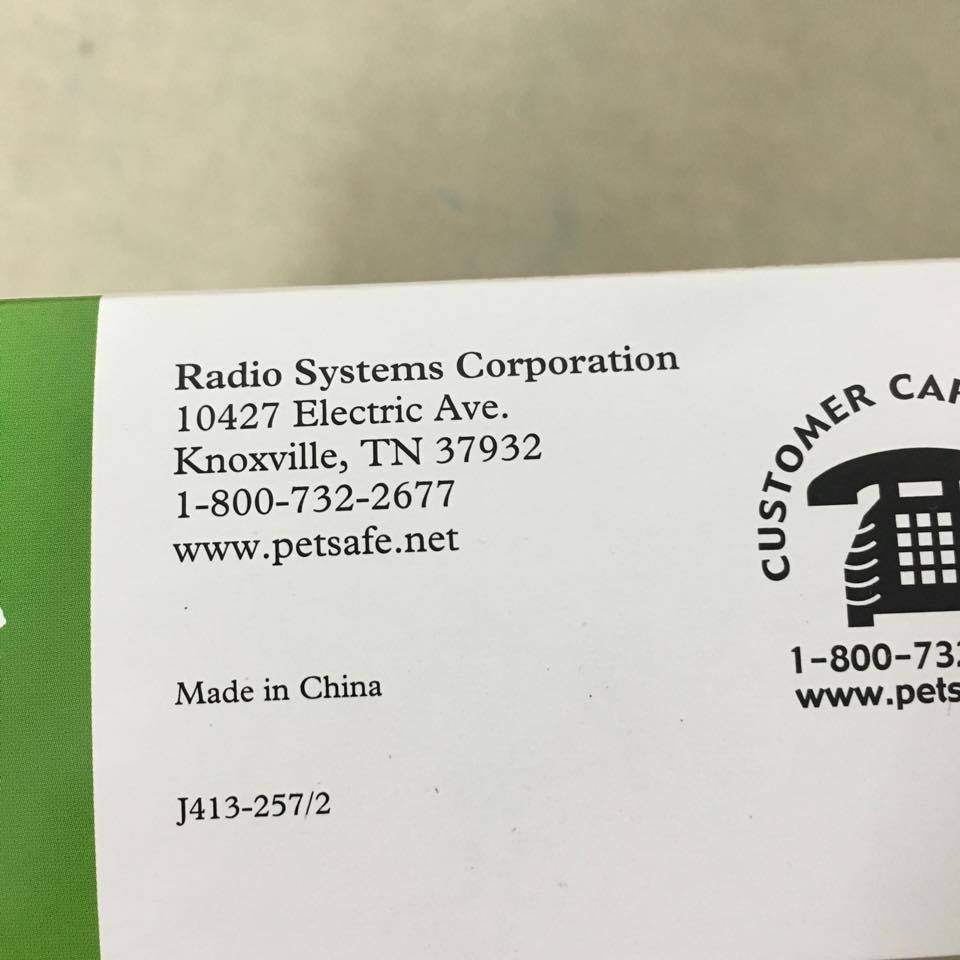 Radio Systems Corporation
10427 Electric Ave.
Knoxville, TN 37932
1-800-732-2677
www.petsafe.net
Made in China
J413-257/2
CUSTOMER
1-800-73
www.pets